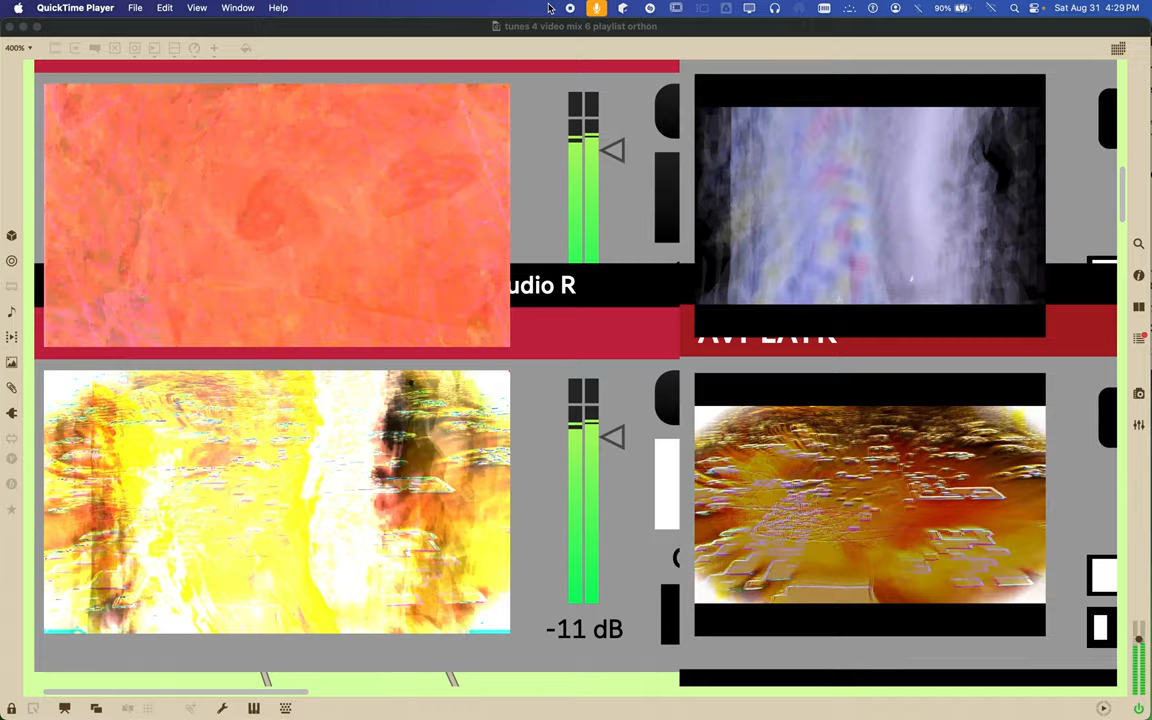 QuickTime Player File Edit View Window Help 90% Sat Aug 31 4:29 PM
tunes 4 video mix 6 playlist orthon
400%
udio R
-11 dB